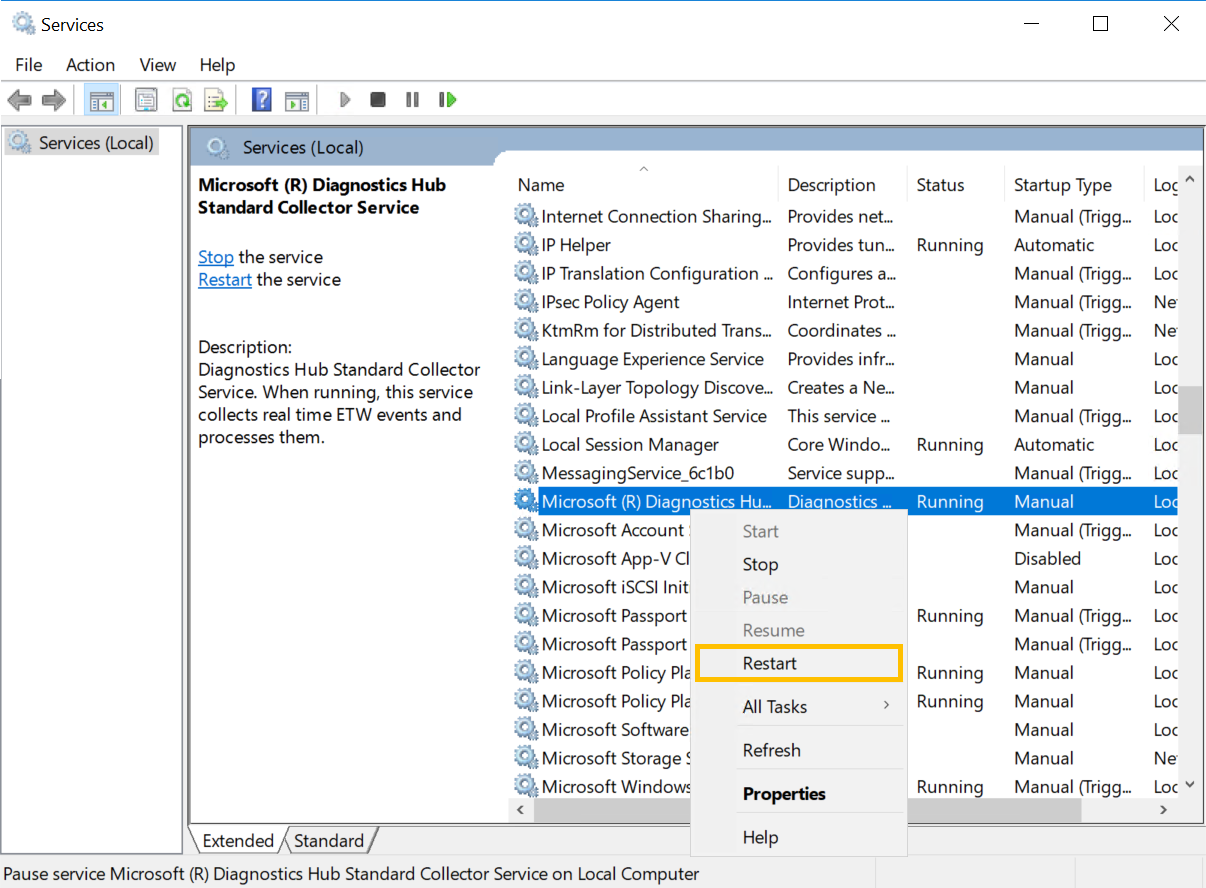 Services
File Action View Help
Services (Local)
Services (Local)
Microsoft (R) Diagnostics Hub
Standard Collector Service
Stop the service
Restart the service
Description:
Diagnostics Hub Standard Collector
Service. When running, this service
collects real time ETW events and
processes them.
Name Description Status Startup Type Log
Internet Connection Sharing... Provides net... Manual (Trigg... Loc
IP Helper Provides tun... Running Automatic Loc
IP Translation Configuration ... Configures a... Manual (Trigg... Loc
IPsec Policy Agent Internet Prot... Manual (Trigg... Net
KtmRm for Distributed Trans... Coordinates ... Manual (Trigg... Net
Language Experience Service Provides infr... Manual Loc
Link-Layer Topology Discove... Creates a Ne... Manual Loc
Local Profile Assistant Service This service ... Manual (Trigg... Loc
Local Session Manager Core Windo... Running Automatic Loc
MessagingService_6c1b0 Service supp... Manual (Trigg... Loc
Microsoft (R) Diagnostics Hu... Diagnostics ... Running Manual Loc
Microsoft Account Manual (Trigg... Loc
Microsoft App-V Cl Disabled Loc
Microsoft iSCSI Init Manual Loc
Microsoft Passport Running Manual (Trigg... Loc
Microsoft Passport Manual (Trigg... Loc
Microsoft Policy Pla Running Manual (Trigg... Loc
Microsoft Policy Pla Running Manual (Trigg... Loc
Microsoft Software Manual Loc
Microsoft Storage S Manual Net
Microsoft Windows Running Manual (Trigg... Loc
Start
Stop
Pause
Resume
Restart
All Tasks
Refresh
Properties
Help
Extended Standard
Pause service Microsoft (R) Diagnostics Hub Standard Collector Service on Local Computer